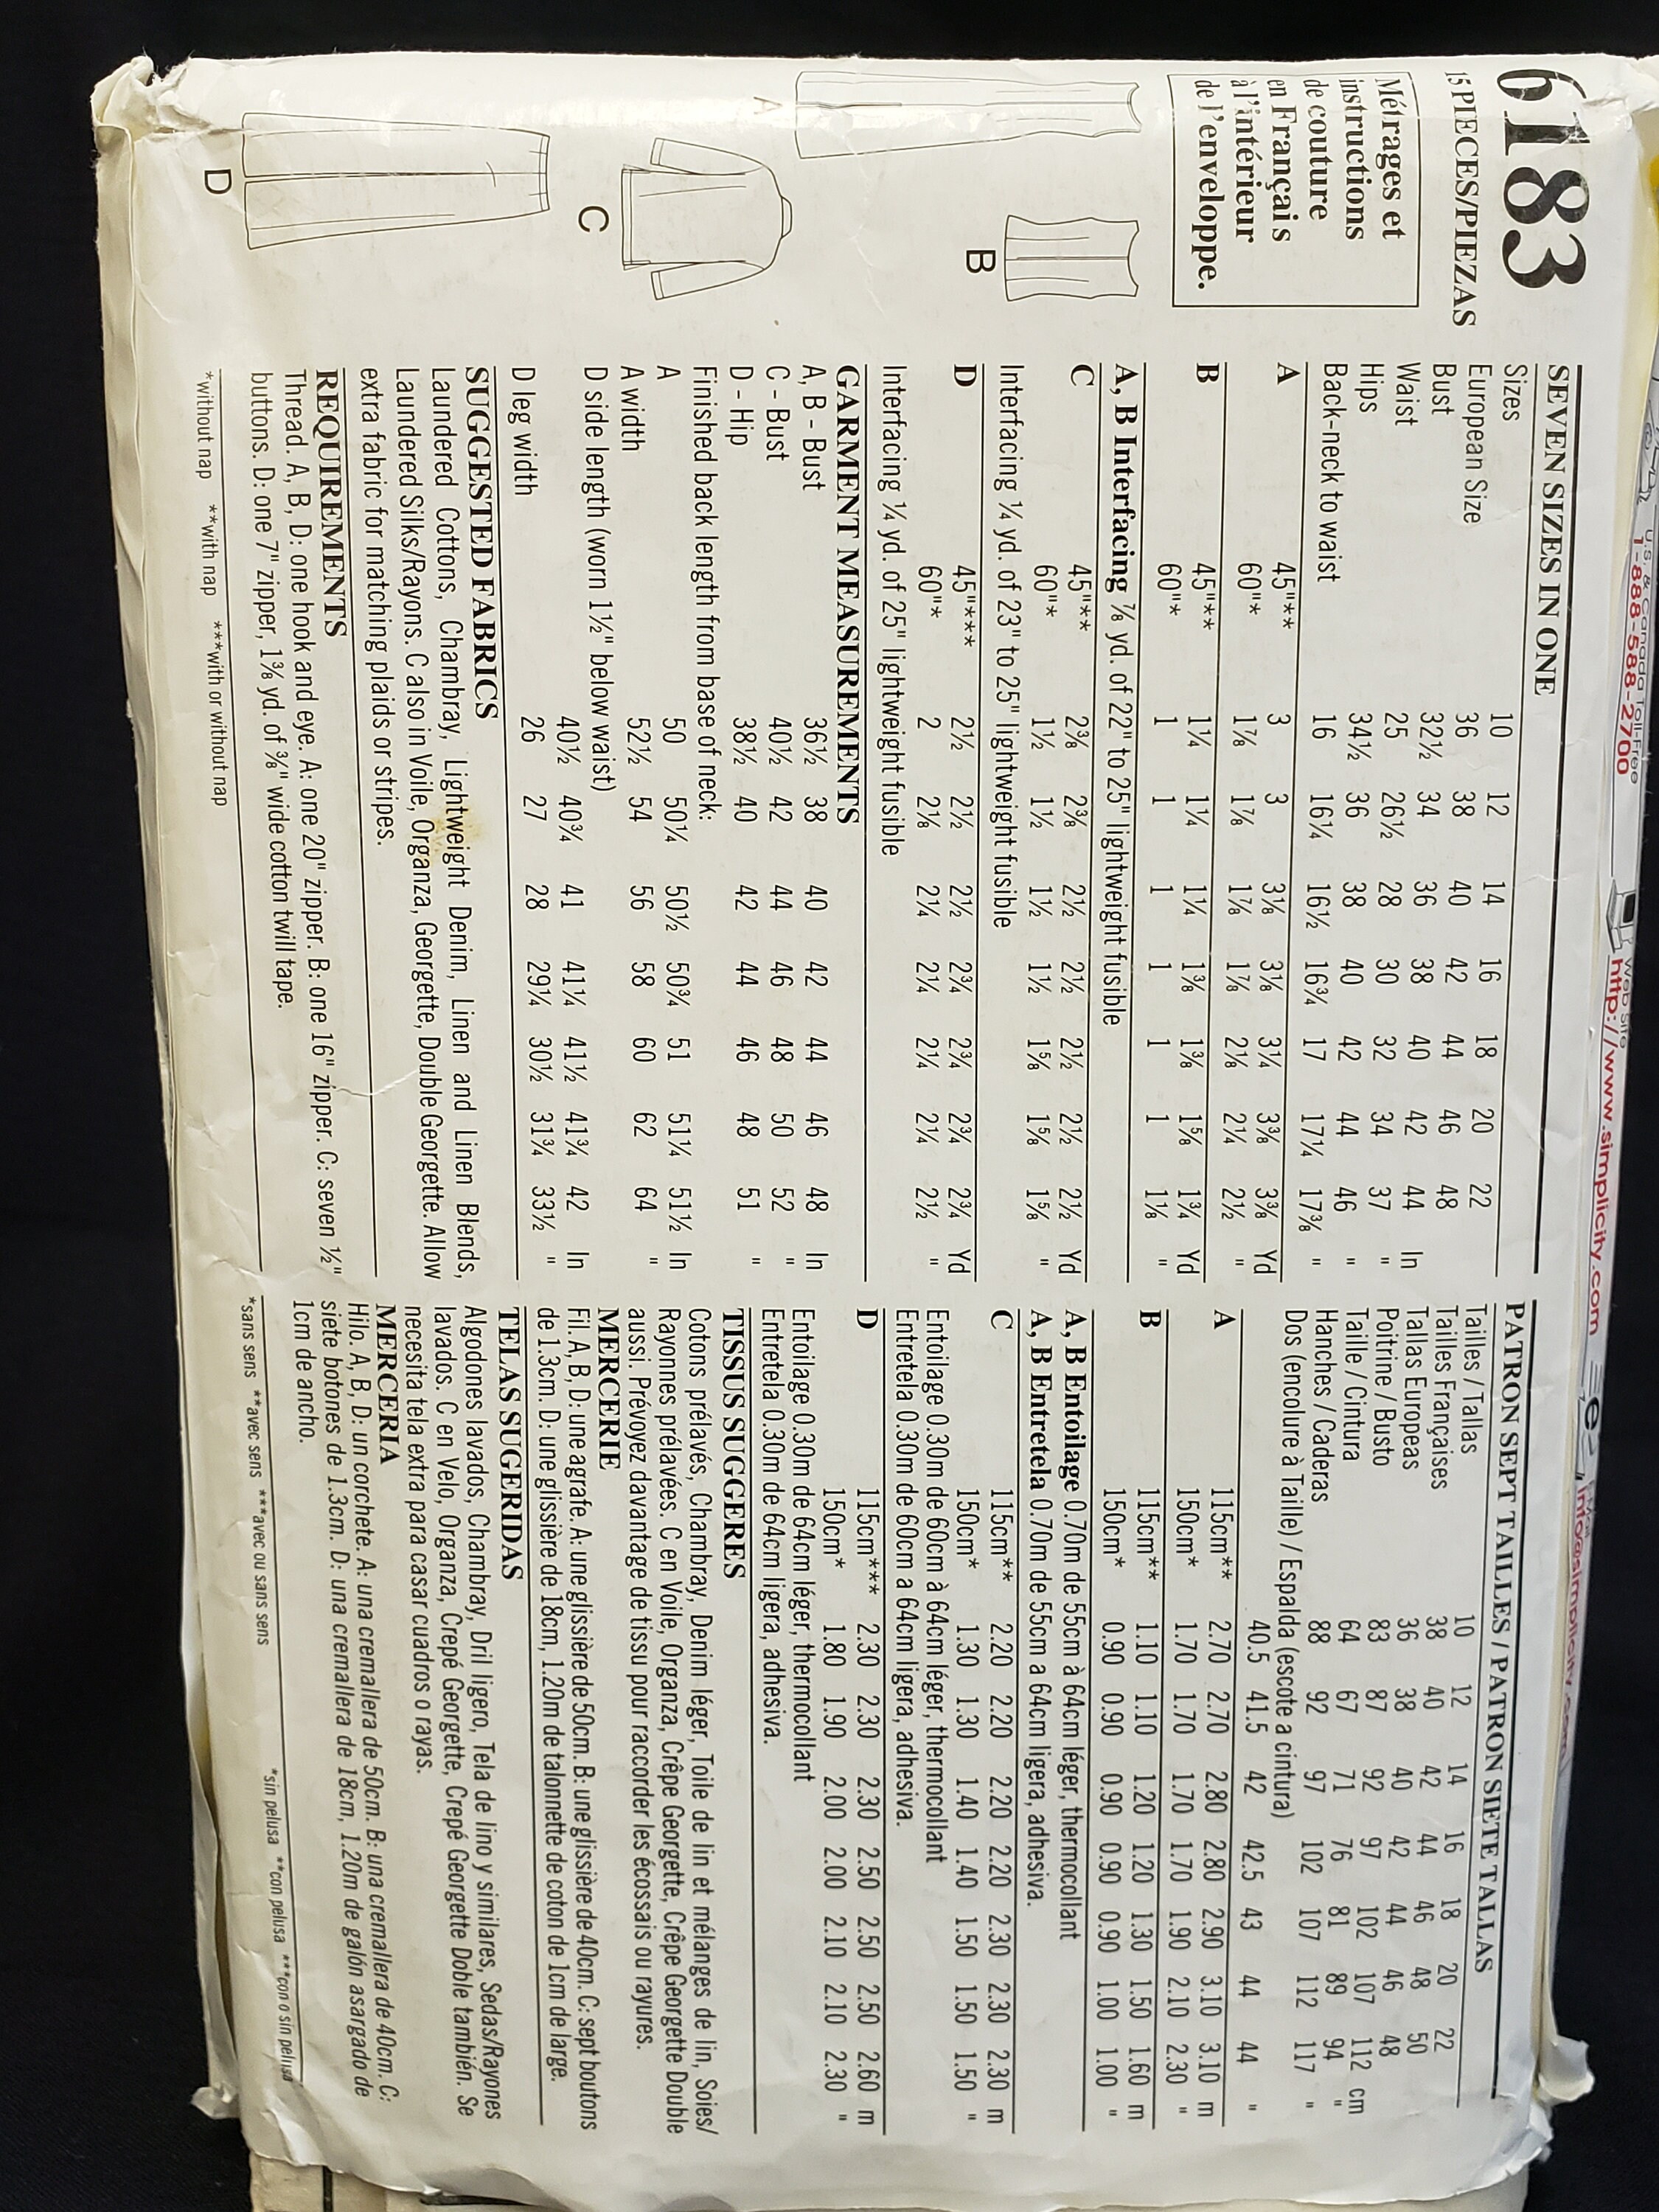 U.S. & Canada Toll-Free
1-888-588-2700
Web Site
http://www.simplicity.com
info@simplicity.com
6183
15 PIECES/PIEZAS
Métrages et
instructions
de couture
en Français
à l'intérieur
de l'enveloppe.
A
B
C
D
SEVEN SIZES IN ONE
Sizes 10 12 14 16 18 20 22
European Size 36 38 40 42 44 46 48
Bust 32½ 34 36 38 40 42 44 In
Waist 25 26½ 28 30 32 34 37 "
Hips 34½ 36 38 40 42 44 46 "
Back-neck to waist 16 16¼ 16½ 16¾ 17 17¼ 17⅜ "
A 45"** 3 3 3⅛ 3⅛ 3¼ 3⅜ 3⅜ Yd
60"* 1⅞ 1⅞ 1⅞ 1⅞ 2⅛ 2¼ 2½ "
B 45"** 1¼ 1¼ 1¼ 1⅜ 1⅜ 1⅝ 1¾ Yd
60"* 1 1 1 1 1 1 1⅛ "
A, B Interfacing ⅞ yd. of 22" to 25" lightweight fusible
C 45"** 2⅜ 2⅜ 2½ 2½ 2½ 2½ 2½ Yd
60"* 1½ 1½ 1½ 1½ 1⅝ 1⅝ 1⅝ "
Interfacing ¼ yd. of 23" to 25" lightweight fusible
D 45"*** 2½ 2½ 2½ 2¾ 2¾ 2¾ 2¾ Yd
60"* 2 2⅛ 2¼ 2¼ 2¼ 2¼ 2½ "
Interfacing ¼ yd. of 25" lightweight fusible
GARMENT MEASUREMENTS
A, B - Bust 36½ 38 40 42 44 46 48 In
C - Bust 40½ 42 44 46 48 50 52 "
D - Hip 38½ 40 42 44 46 48 51 "
Finished back length from base of neck:
A 50 50¼ 50½ 50¾ 51 51¼ 51½ In
A width 52½ 54 56 58 60 62 64 "
D side length (worn 1½" below waist)
40½ 40¾ 41 41¼ 41½ 41¾ 42 In
D leg width 26 27 28 29¼ 30½ 31¾ 33½ "
SUGGESTED FABRICS
Laundered Cottons, Chambray, Lightweight Denim, Linen and Linen Blends,
Laundered Silks/Rayons. C also in Voile, Organza, Georgette, Double Georgette. Allow
extra fabric for matching plaids or stripes.
REQUIREMENTS
Thread. A, B, D: one hook and eye. A: one 20" zipper. B: one 16" zipper. C: seven ½"
buttons. D: one 7" zipper, 1⅜ yd. of ⅜" wide cotton twill tape.
*without nap **with nap ***with or without nap
PATRON SEPT TAILLES / PATRON SIETE TALLAS
Tailles / Tallas 10 12 14 16 18 20 22
Tailles Françaises 38 40 42 44 46 48 50
Tallas Europeas 36 38 40 42 44 46 48
Poitrine / Busto 83 87 92 97 102 107 112 cm
Taille / Cintura 64 67 71 76 81 89 94 "
Hanches / Caderas 88 92 97 102 107 112 117 "
Dos (encolure à Taille) / Espalda (escote a cintura)
40.5 41.5 42 42.5 43 44 44 "
A 115cm** 2.70 2.70 2.80 2.80 2.90 3.10 3.10 m
150cm* 1.70 1.70 1.70 1.70 1.90 2.10 2.30 "
B 115cm** 1.10 1.10 1.20 1.20 1.30 1.50 1.60 m
150cm* 0.90 0.90 0.90 0.90 0.90 1.00 1.00 "
A, B Entoilage 0.70m de 55cm à 64cm léger, thermocollant
A, B Entretela 0.70m de 55cm a 64cm ligera, adhesiva.
C 115cm** 2.20 2.20 2.20 2.20 2.30 2.30 2.30 m
150cm* 1.30 1.30 1.40 1.40 1.50 1.50 1.50 "
Entoilage 0.30m de 60cm à 64cm léger, thermocollant
Entretela 0.30m de 60cm a 64cm ligera, adhesiva.
D 115cm*** 2.30 2.30 2.30 2.50 2.50 2.50 2.60 m
150cm* 1.80 1.90 2.00 2.00 2.10 2.10 2.30 "
Entoilage 0.30m de 64cm léger, thermocollant
Entretela 0.30m de 64cm ligera, adhesiva.
TISSUS SUGGERES
Cotons prélavés, Chambray, Denim léger, Toile de lin et mélanges de lin, Soies/
Rayonnes prélavées. C en Voile, Organza, Crêpe Georgette, Crêpe Georgette Double
aussi. Prévoyez davantage de tissu pour raccorder les écossais ou rayures.
MERCERIE
Fil. A, B, D: une agrafe. A: une glissière de 50cm. B: une glissière de 40cm. C: sept boutons
de 1.3cm. D: une glissière de 18cm, 1.20m de talonnette de coton de 1cm de large.
TELAS SUGERIDAS
Algodones lavados, Chambray, Dril ligero, Tela de lino y similares, Sedas/Rayones
lavados. C en Velo, Organza, Crepé Georgette, Crepé Georgette Doble también. Se
necesita tela extra para casar cuadros o rayas.
MERCERIA
Hilo. A, B, D: un corchete. A: una cremallera de 50cm. B: una cremallera de 40cm. C:
siete botones de 1.3cm. D: una cremallera de 18cm, 1.20m de galón asargado de
1cm de ancho.
*sans sens **avec sens ***avec ou sans sens
*sin pelusa **con pelusa ***con o sin pelusa